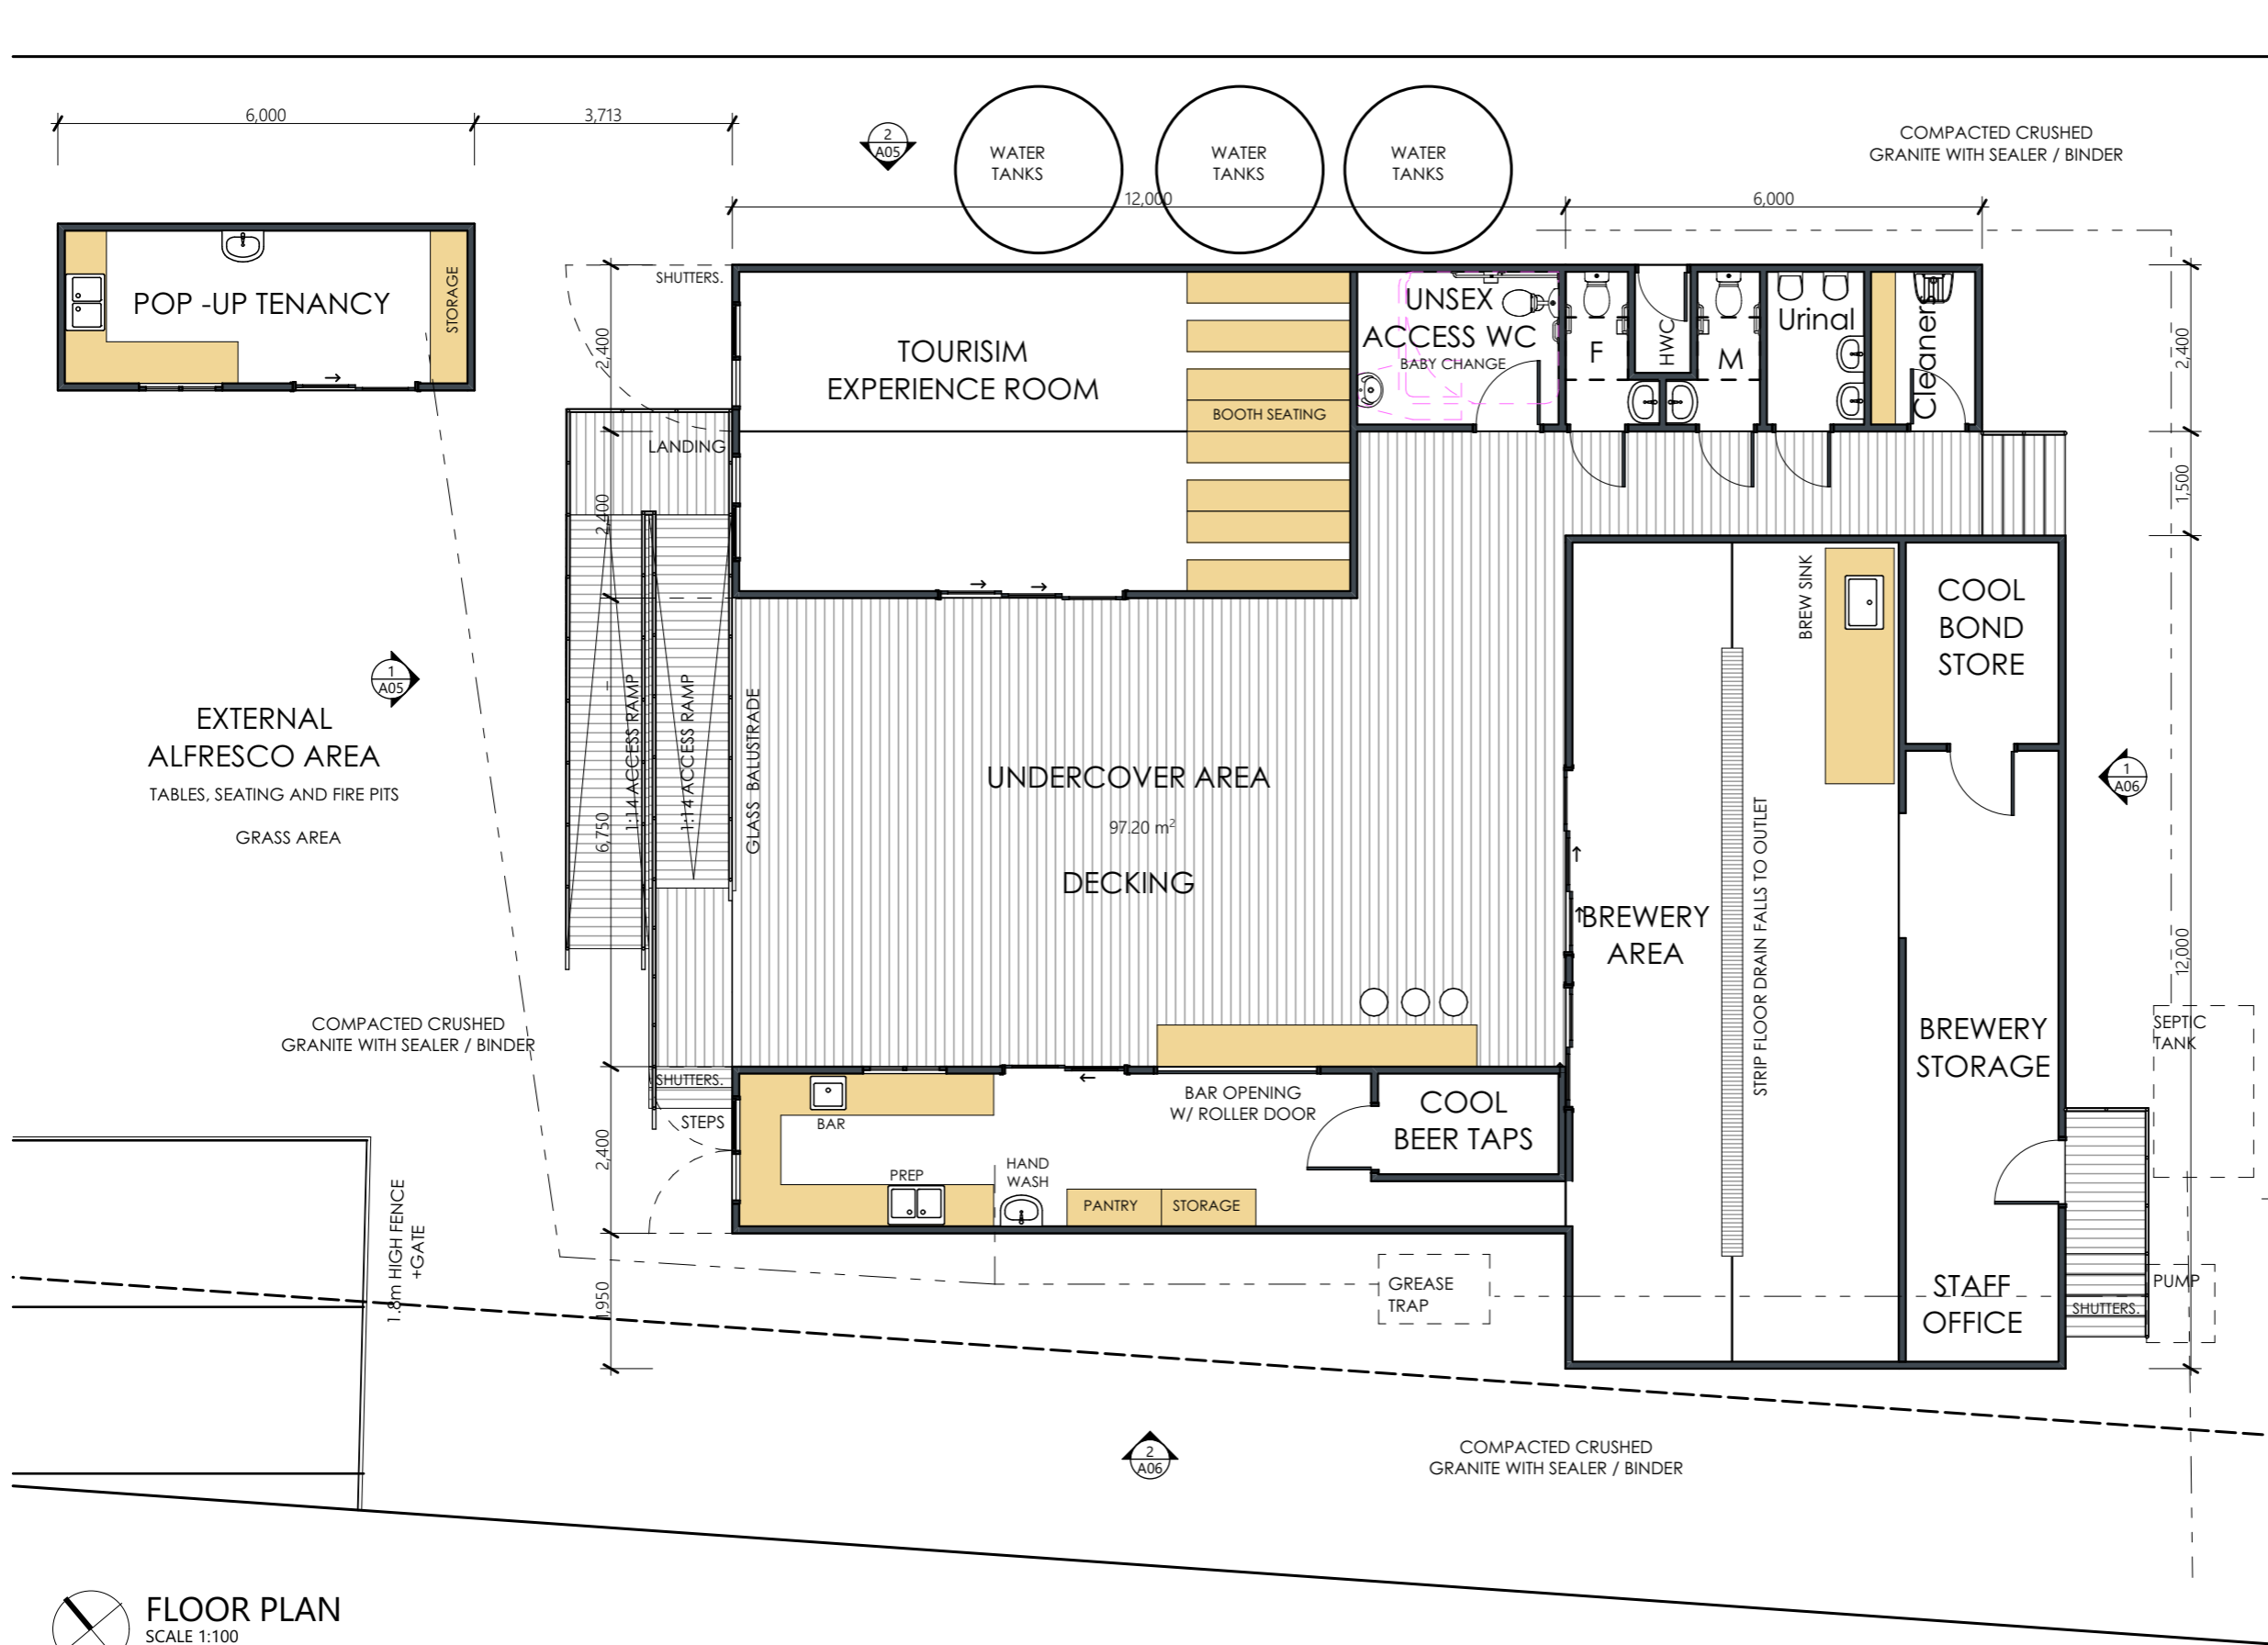 6,000
3,713
2
A05
WATER
TANKS
WATER
TANKS
WATER
TANKS
COMPACTED CRUSHED
GRANITE WITH SEALER / BINDER
12,000
6,000
POP -UP TENANCY
STORAGE
SHUTTERS.
2,400
TOURISIM
EXPERIENCE ROOM
BOOTH SEATING
UNSEX
ACCESS WC
BABY CHANGE
F
HWC
M
Urinal
Cleaners
2,400
LANDING
2,400
1,500
BREW SINK
COOL
BOND
STORE
1
A05
EXTERNAL
ALFRESCO AREA
TABLES, SEATING AND FIRE PITS
GRASS AREA
6,750
1:14 ACCESS RAMP
1:14 ACCESS RAMP
GLASS BALUSTRADE
UNDERCOVER AREA
97.20 m²
DECKING
1
A06
BREWERY
AREA
STRIP FLOOR DRAIN FALLS TO OUTLET
12,000
COMPACTED CRUSHED
GRANITE WITH SEALER / BINDER
BREWERY
STORAGE
SEPTIC
TANK
SHUTTERS.
STEPS
BAR
BAR OPENING
W/ ROLLER DOOR
COOL
BEER TAPS
2,400
PREP
HAND
WASH
PANTRY
STORAGE
1.8m HIGH FENCE
+GATE
1,950
GREASE
TRAP
STAFF
OFFICE
PUMP
SHUTTERS.
2
A06
COMPACTED CRUSHED
GRANITE WITH SEALER / BINDER
FLOOR PLAN
SCALE 1:100